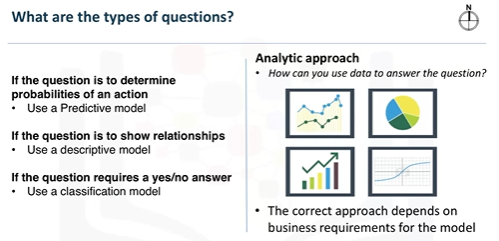 What are the types of questions?
N
If the question is to determine
probabilities of an action
• Use a Predictive model
If the question is to show relationships
• Use a descriptive model
If the question requires a yes/no answer
• Use a classification model
Analytic approach
• How can you use data to answer the question?
• The correct approach depends on
business requirements for the model